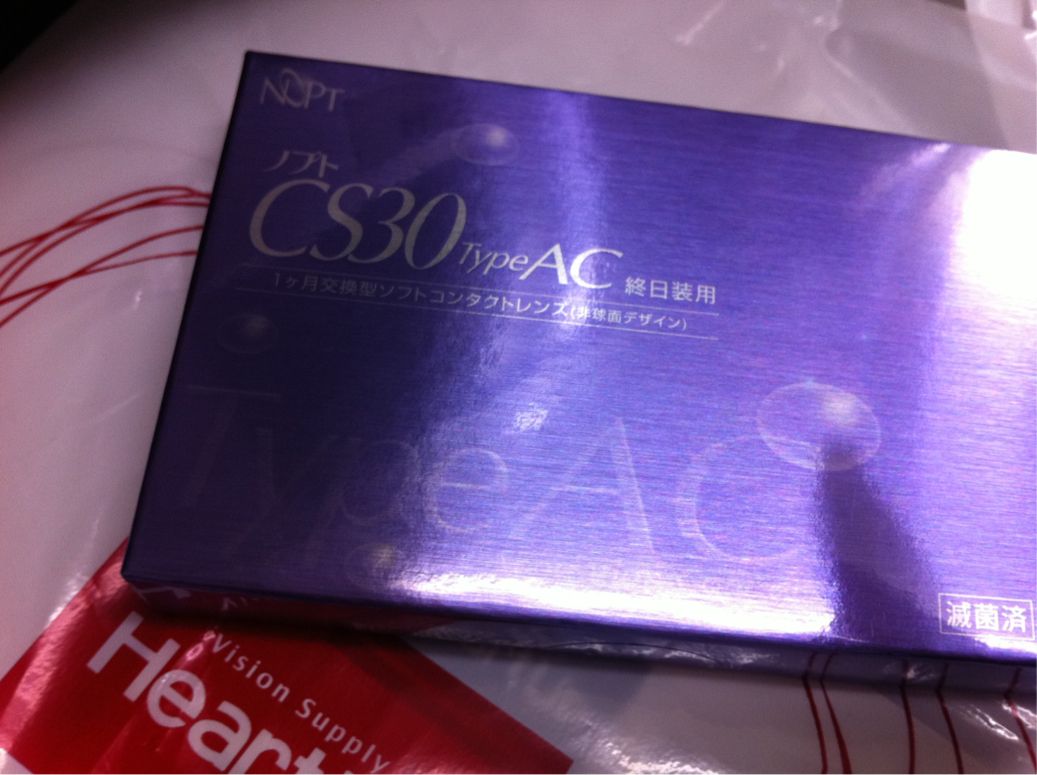 NOPT
ノプト
CS30 Type AC 終日装用
1ヶ月交換型ソフトコンタクトレンズ(非球面デザイン)
Type AC
滅菌済
Vision Supply
Heart